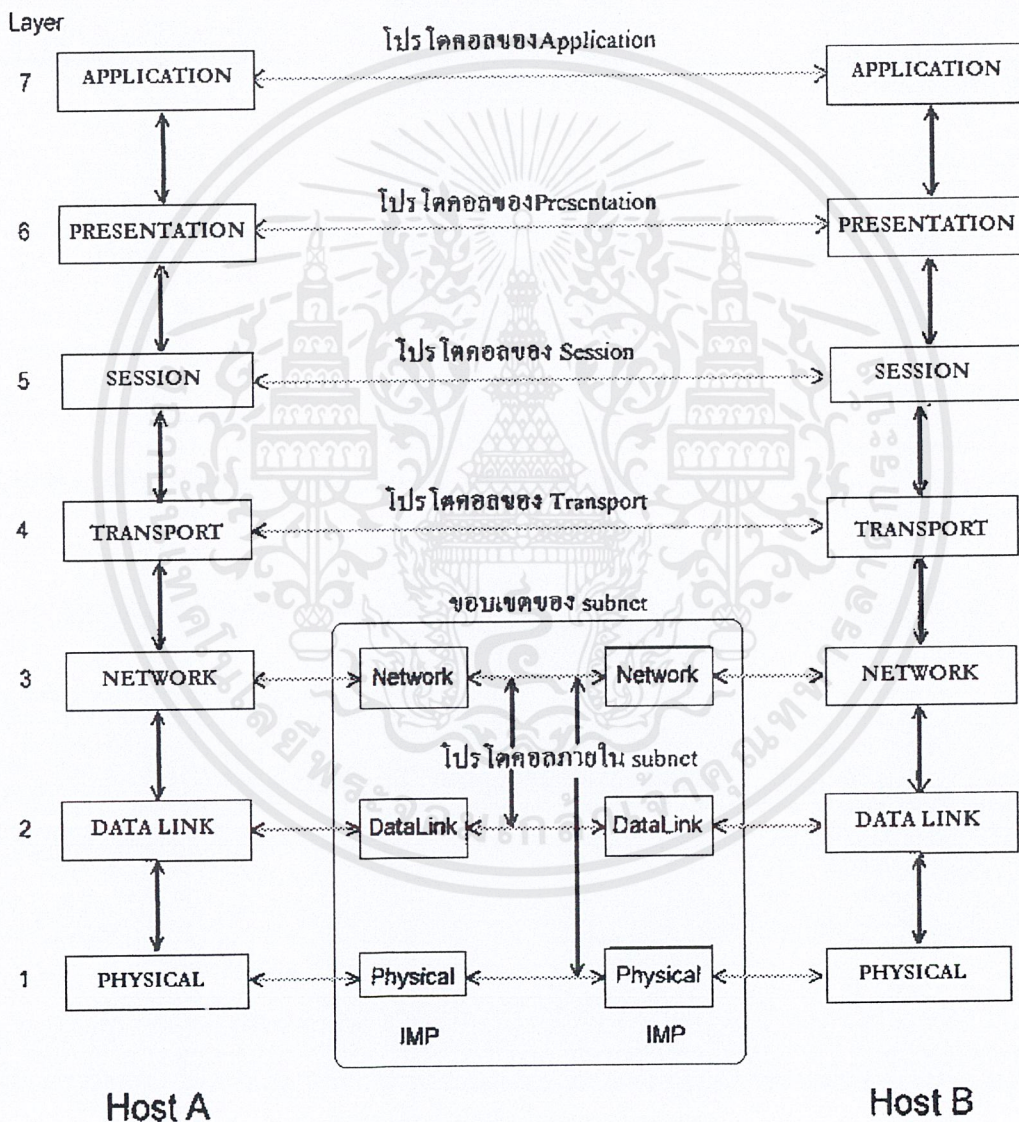 Layer
โปรโตคอลของApplication
7 APPLICATION APPLICATION
โปรโตคอลของPresentation
6 PRESENTATION PRESENTATION
โปรโตคอลของ Session
5 SESSION SESSION
โปรโตคอลของ Transport
4 TRANSPORT TRANSPORT
ขอบเขตของ subnet
3 NETWORK Network Network NETWORK
โปรโตคอลภายใน subnet
2 DATA LINK DataLink DataLink DATA LINK
1 PHYSICAL Physical Physical PHYSICAL
IMP IMP
Host A Host B